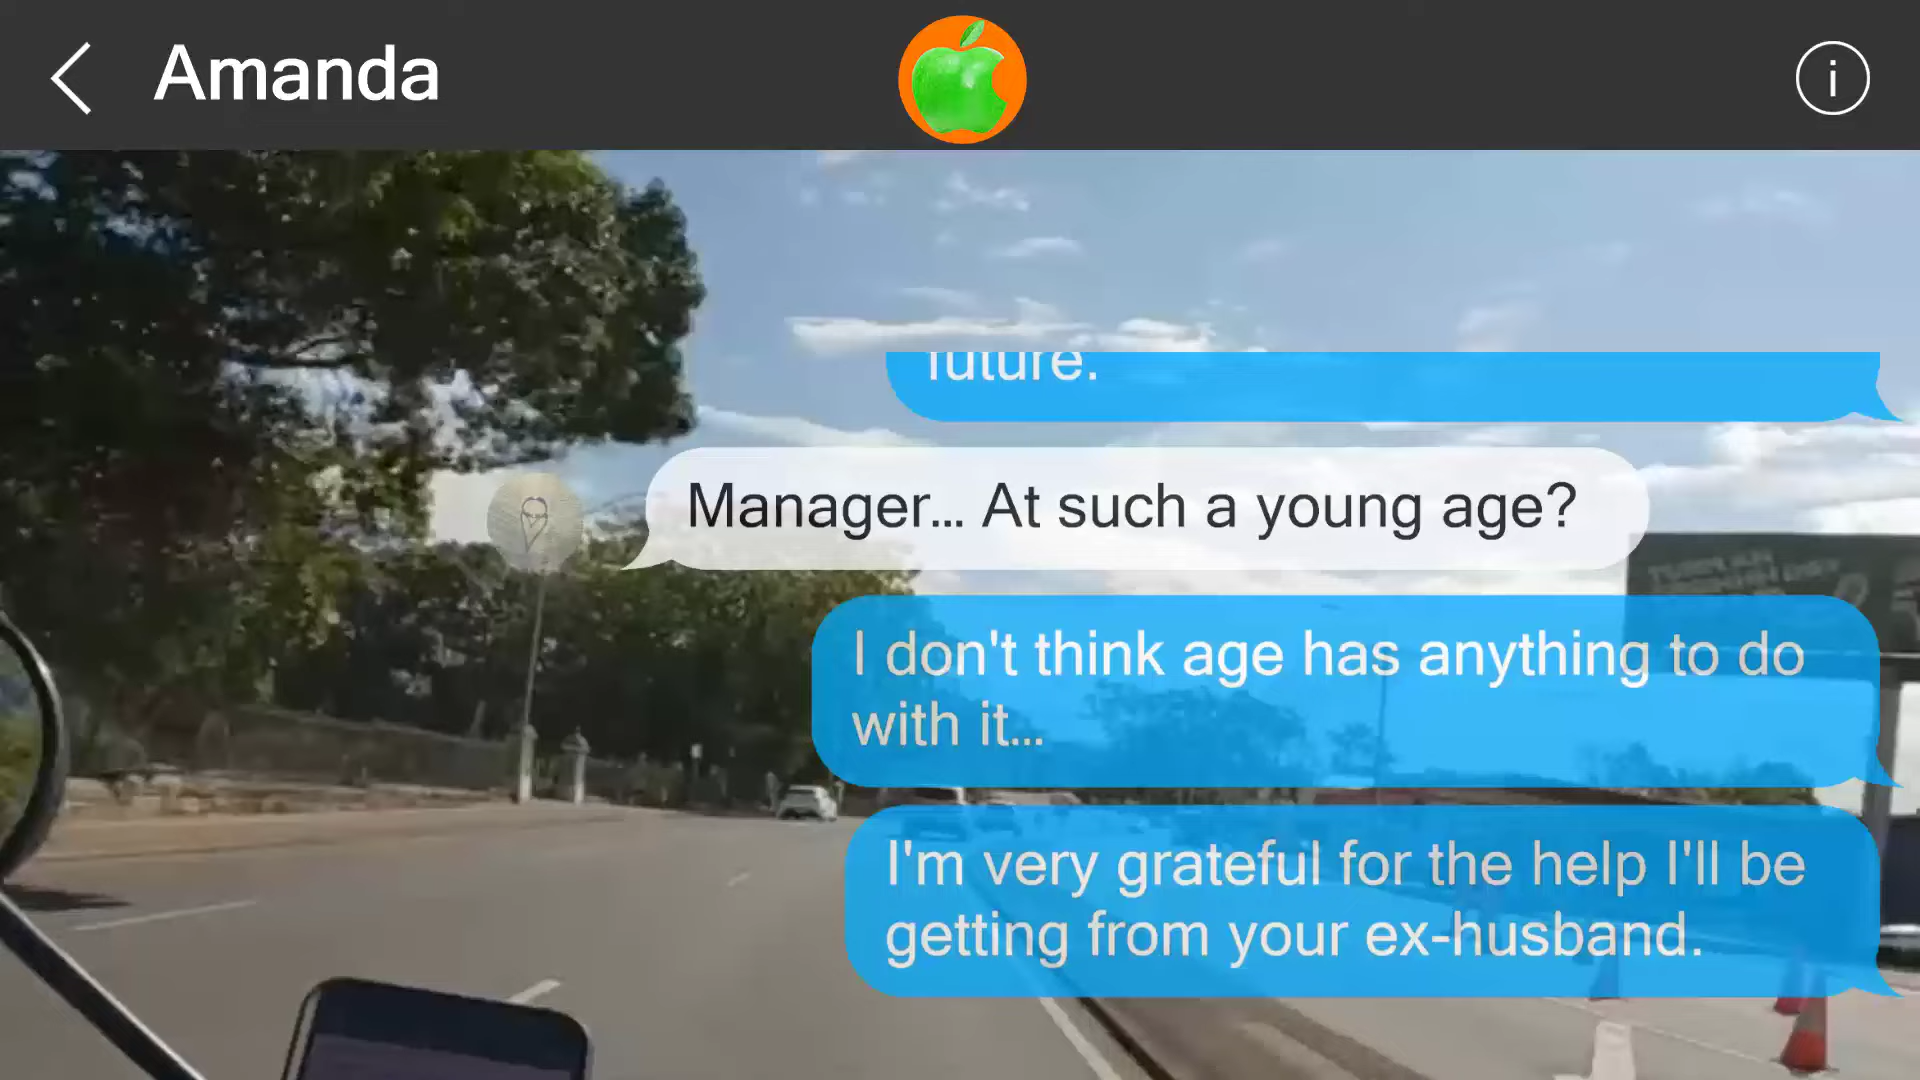 Amanda
future.
Manager... At such a young age?
I don't think age has anything to do
with it...
I'm very grateful for the help I'll be
getting from your ex-husband.